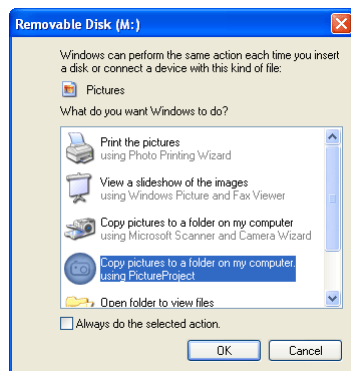 Removable Disk (M:)
Windows can perform the same action each time you insert
a disk or connect a device with this kind of file:
Pictures
What do you want Windows to do?
Print the pictures
using Photo Printing Wizard
View a slideshow of the images
using Windows Picture and Fax Viewer
Copy pictures to a folder on my computer
using Microsoft Scanner and Camera Wizard
Copy pictures to a folder on my computer.
using PictureProject
Open folder to view files
Always do the selected action.
OK
Cancel